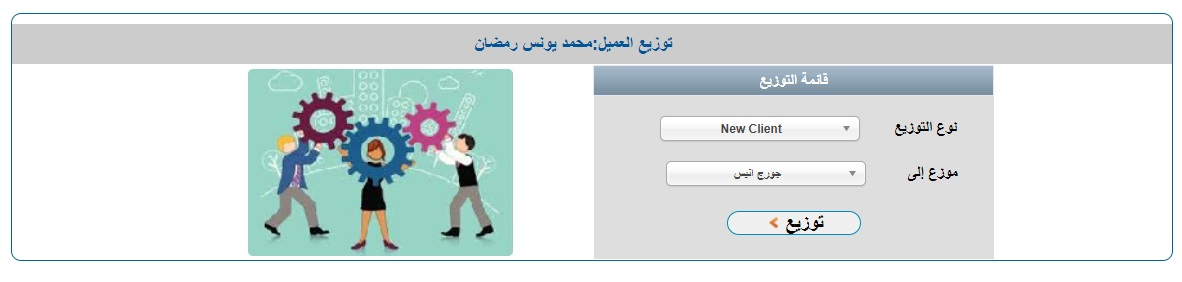 توزيع العميل:محمد يونس رمضان
قائمة التوزيع
نوع التوزيع
New Client
موزع إلى
جورج انيس
توزيع